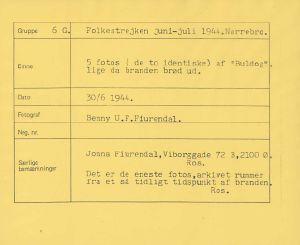 Gruppe 6 G. Folkestrejken juni-juli 1944.Nørrebro.
Emne 5 fotos ( de to identiske) af "Buldog".
lige da branden brød ud.
Dato 30/6 1944.
Fotograf Benny U.F.Fiurendal.
Neg. nr.
Særlige bemærkninger Jonna Fiurendal,Viborggade 72 B,2100 Ø.
Ros.
Det er de eneste fotos,arkivet rummer
fra et så tidligt tidspunkt af branden.
Ros.